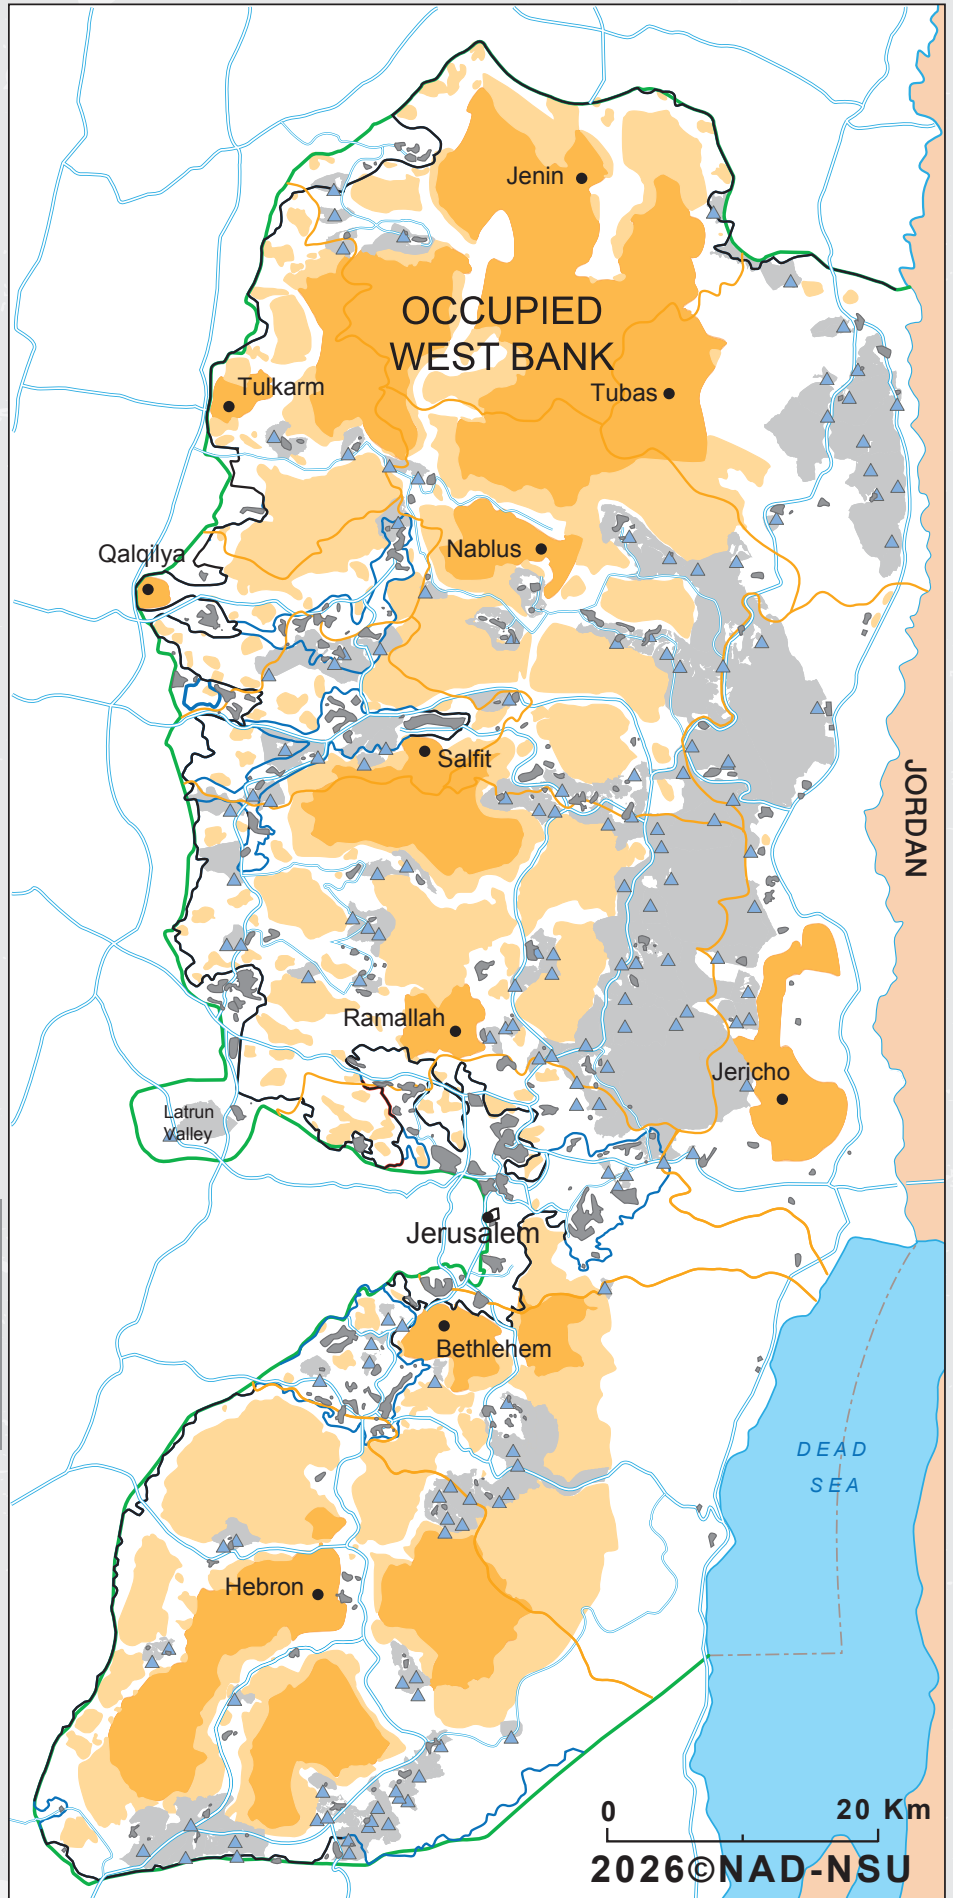 Jenin
OCCUPIED
WEST BANK
Tulkarm
Tubas
Qalqilya
Nablus
Salfit
JORDAN
Ramallah
Jericho
Latrun
Valley
Jerusalem
Bethlehem
DEAD
SEA
Hebron
0 20 Km
2026©NAD-NSU